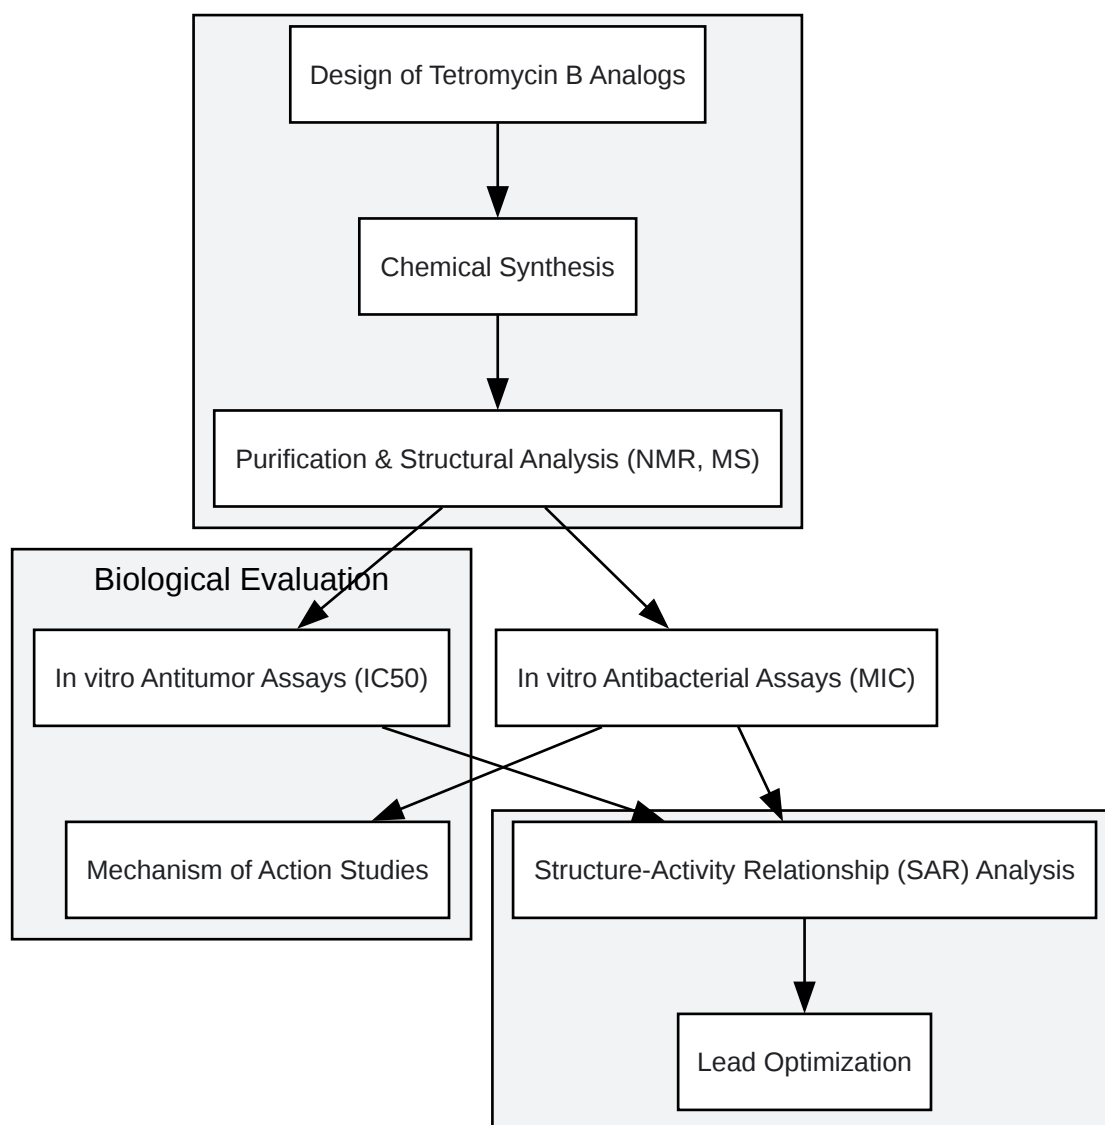 Design of Tetromycin B Analogs
Chemical Synthesis
Purification & Structural Analysis (NMR, MS)
Biological Evaluation
In vitro Antitumor Assays (IC50)
In vitro Antibacterial Assays (MIC)
Mechanism of Action Studies
Structure-Activity Relationship (SAR) Analysis
Lead Optimization